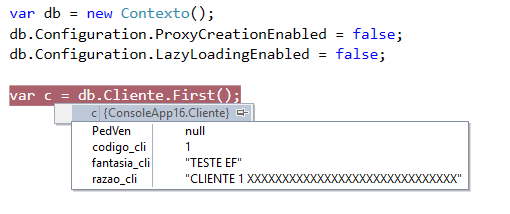 var db = new Contexto();
db.Configuration.ProxyCreationEnabled = false;
db.Configuration.LazyLoadingEnabled = false;
var c = db.Cliente.First();
c {ConsoleApp16.Cliente}
PedVen null
codigo_cli 1
fantasia_cli "TESTE EF"
razao_cli "CLIENTE 1 XXXXXXXXXXXXXXXXXXXXXXXXXXXXXX"